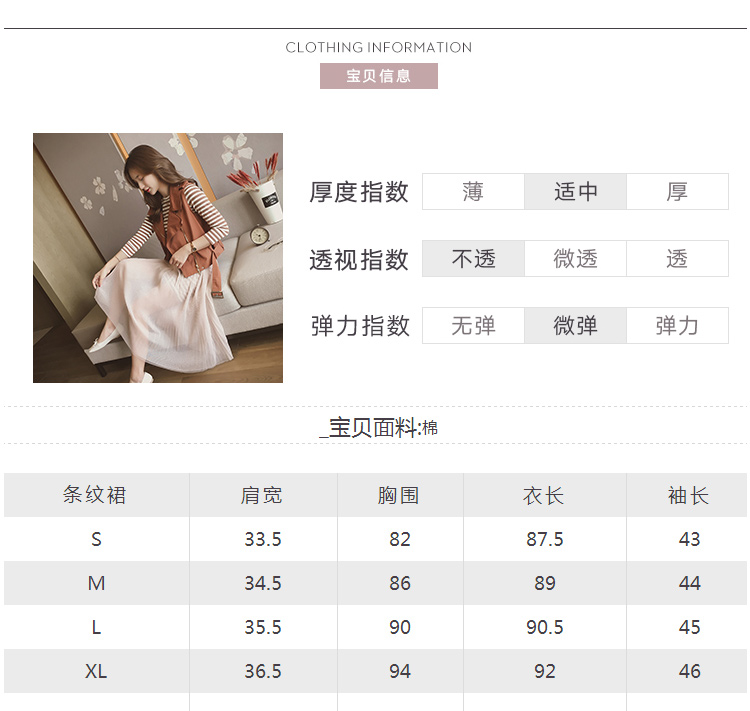 CLOTHING INFORMATION
宝贝信息
厚度指数 薄 适中 厚
透视指数 不透 微透 透
弹力指数 无弹 微弹 弹力
_宝贝面料:棉
条纹裙 肩宽 胸围 衣长 袖长
S 33.5 82 87.5 43
M 34.5 86 89 44
L 35.5 90 90.5 45
XL 36.5 94 92 46